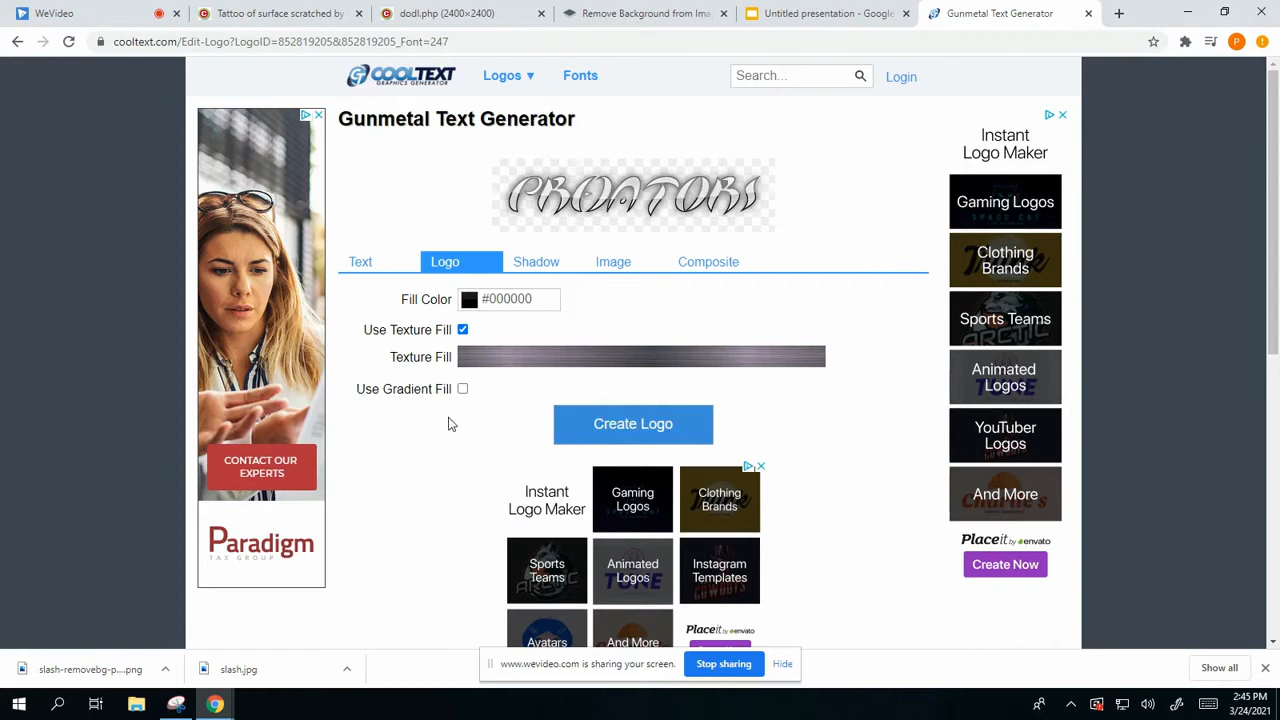 WeVideo
Tattoo of surface scratched by
dodl.php (2400×2400)
Remove Background from Ima
Untitled presentation - Google
Gunmetal Text Generator
cooltext.com/Edit-Logo?LogoID=852819205&852819205_Font=247
P
COOLTEXT
GRAPHICS GENERATOR
Logos ▼
Fonts
Search...
Login
Gunmetal Text Generator
Text
Logo
Shadow
Image
Composite
Fill Color
#000000
Use Texture Fill
Texture Fill
Use Gradient Fill
Create Logo
CONTACT OUR
EXPERTS
Paradigm
TAX GROUP
Instant
Logo Maker
Gaming
Logos
Clothing
Brands
Sports
Teams
Animated
Logos
Instagram
Templates
Avatars
And More
Placeit by envato
Instant
Logo Maker
Gaming Logos
Clothing
Brands
Sports Teams
Animated
Logos
YouTuber
Logos
And More
Placeit by envato
Create Now
slash-removebg-p....png
slash.jpg
www.wevideo.com is sharing your screen.
Stop sharing
Hide
Show all
2:45 PM
3/24/2021